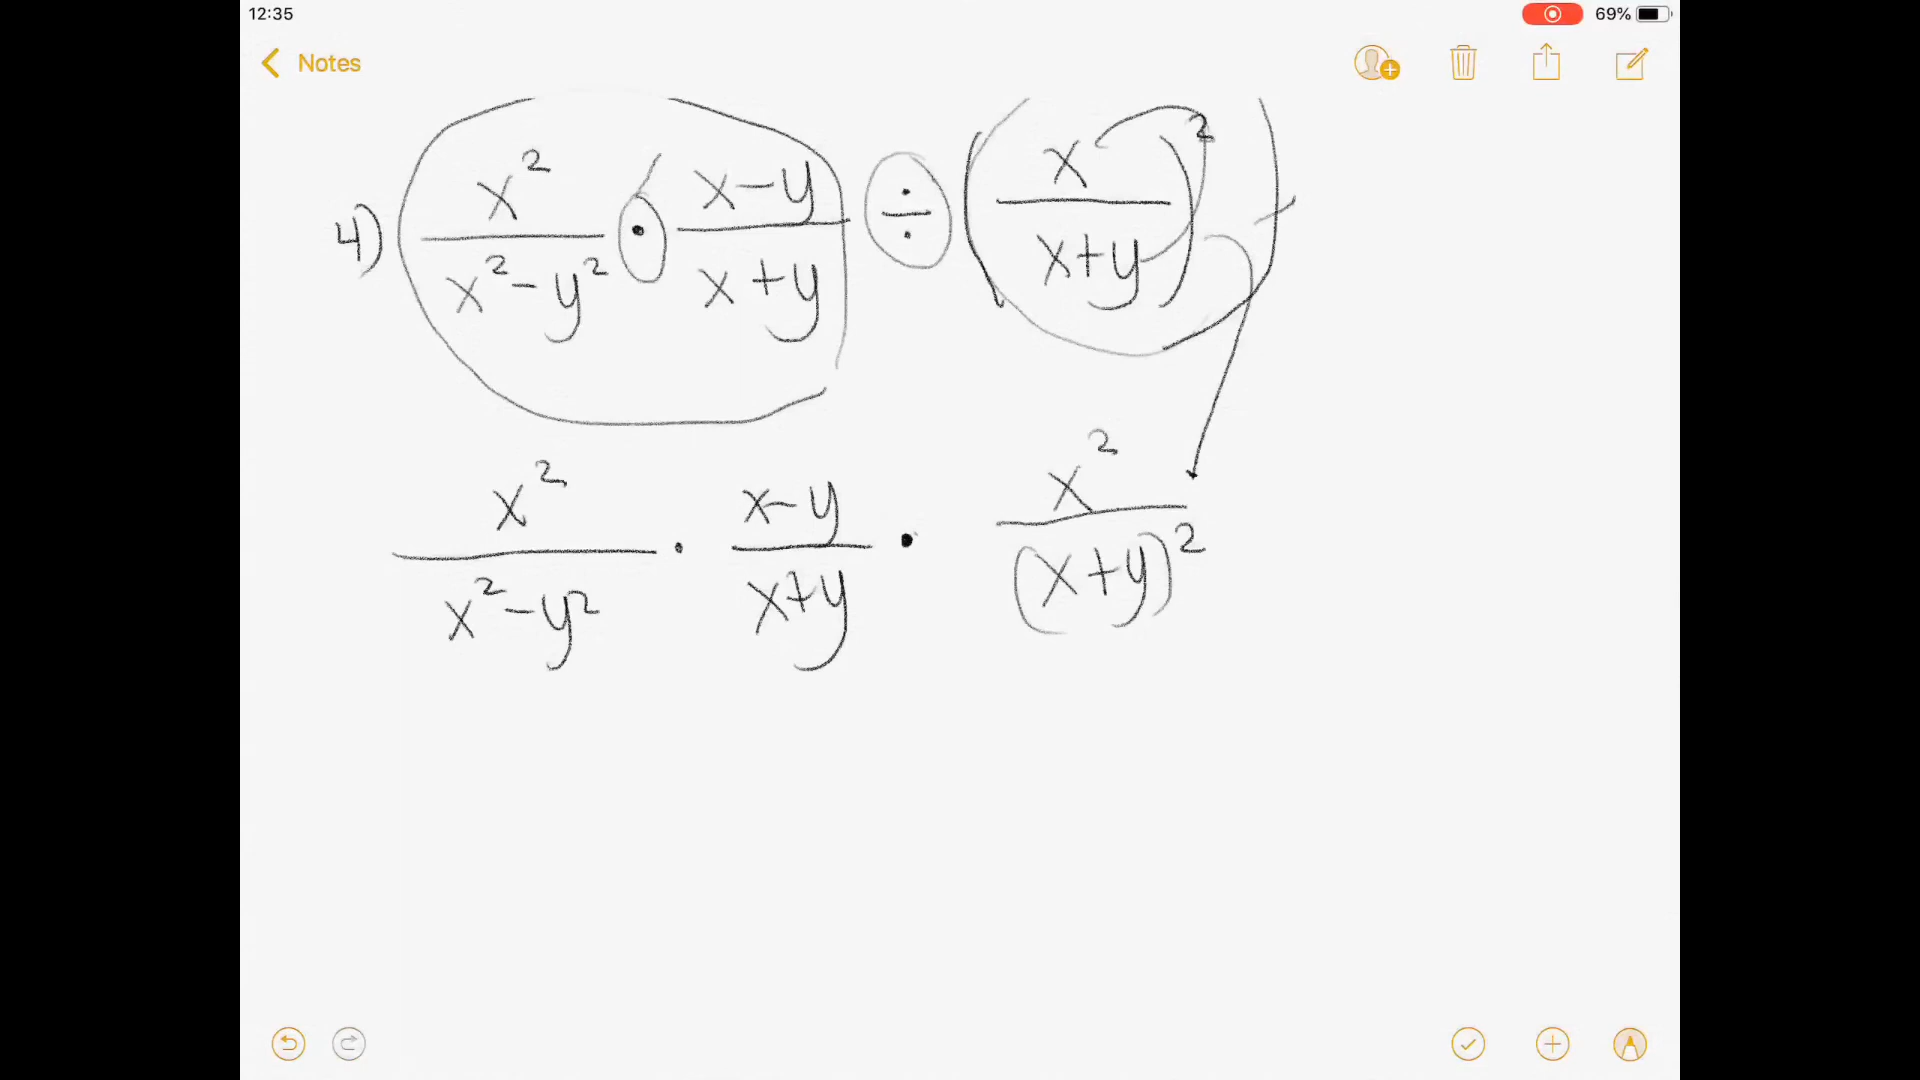 12:35
69%
Notes
4) x²/(x²-y²) · (x-y)/(x+y) ÷ (x/(x+y))²
x²/(x²-y²) · (x-y)/(x+y) · x²/(x+y)²